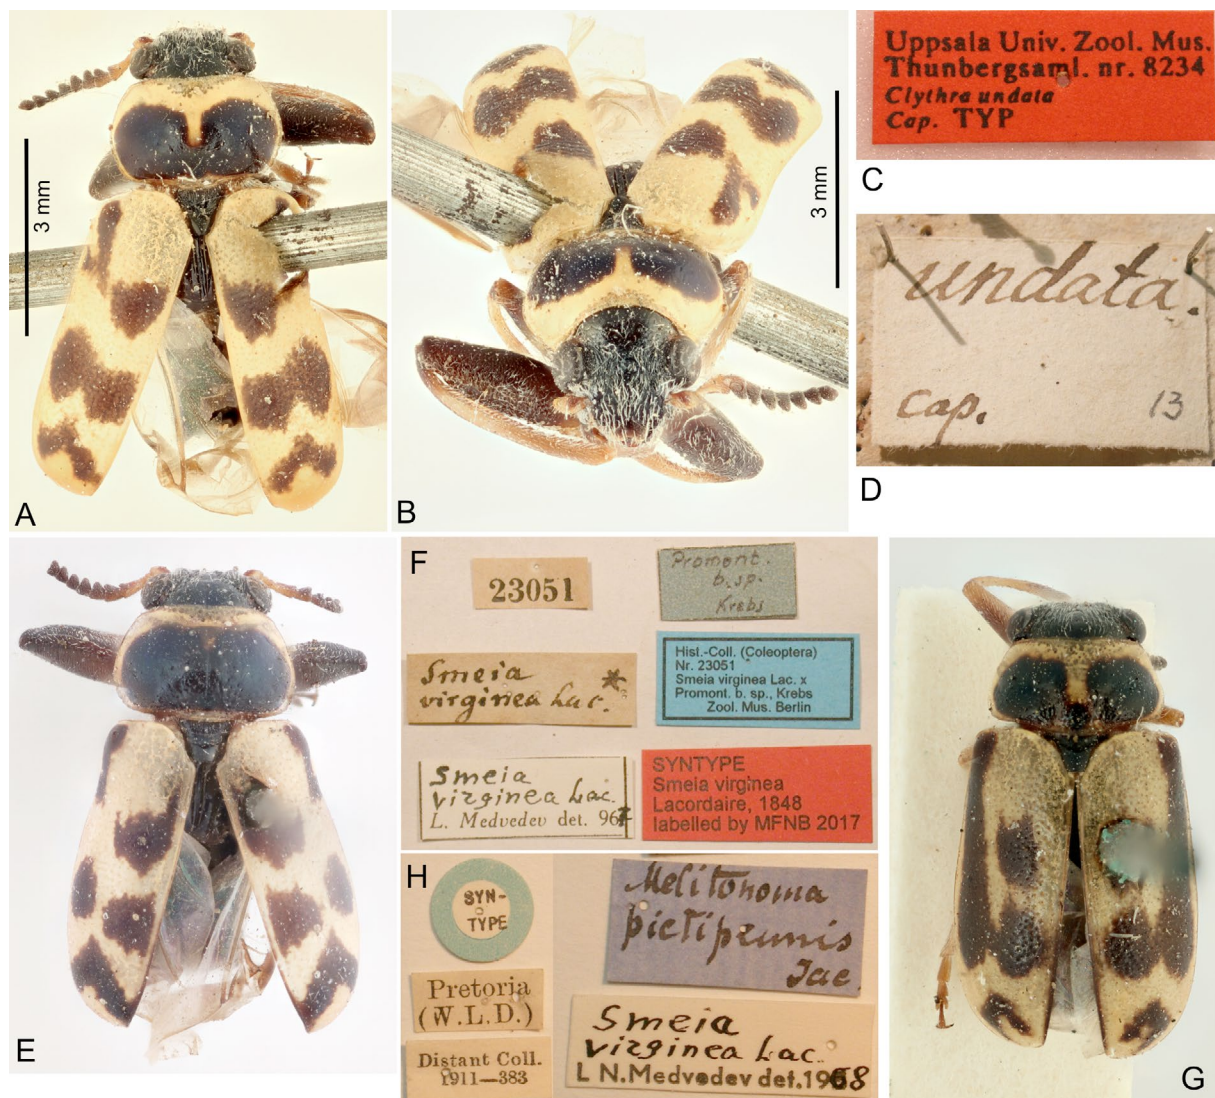 3 mm
A
3 mm
B
Uppsala Univ. Zool. Mus.
Thunbergsaml. nr. 8234
Clythra undata
Cap. TYP
C
undata.
cap. 13
D
E
F
23051
Promont.
b. sp.
Krebs
Smeia
virginea Lac. *
Hist.-Coll. (Coleoptera)
Nr. 23051
Smeia virginea Lac. x
Promont. b. sp., Krebs
Zool. Mus. Berlin
Smeia
virginea Lac.
L. Medvedev det. 967
SYNTYPE
Smeia virginea
Lacordaire, 1848
labelled by MFNB 2017
G
H
SYN-
TYPE
Pretoria
(W.L.D.)
Distant Coll.
1911—383
Melitonoma
pictipennis
Jac.
Smeia
virginea Lac.
L N. Medvedev det. 1968